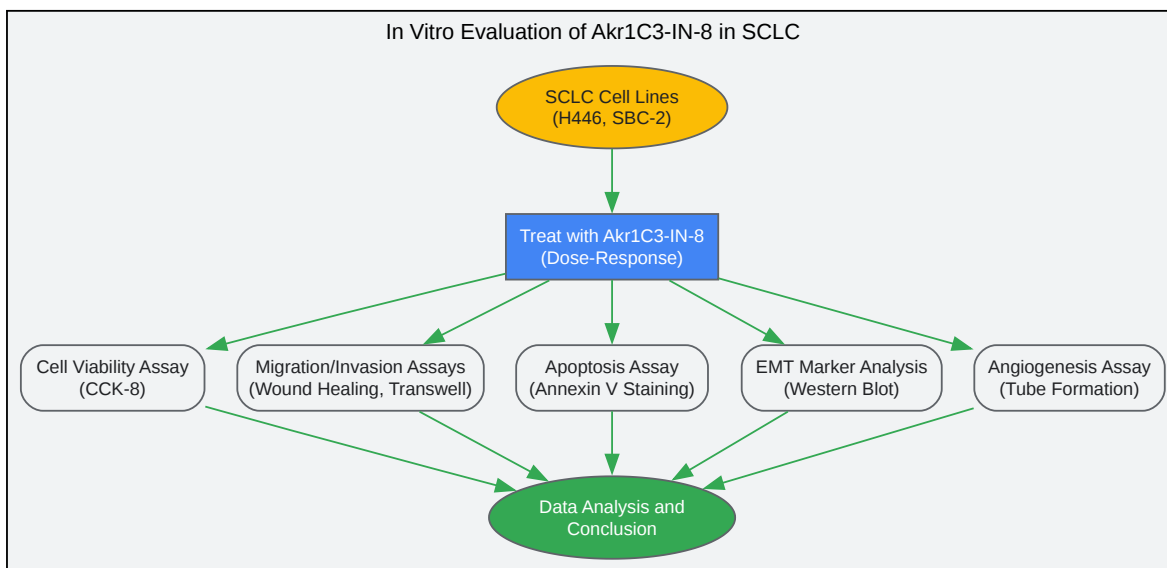 In Vitro Evaluation of Akr1C3-IN-8 in SCLC
SCLC Cell Lines
(H446, SBC-2)
Treat with Akr1C3-IN-8
(Dose-Response)
Cell Viability Assay
(CCK-8)
Migration/Invasion Assays
(Wound Healing, Transwell)
Apoptosis Assay
(Annexin V Staining)
EMT Marker Analysis
(Western Blot)
Angiogenesis Assay
(Tube Formation)
Data Analysis and
Conclusion